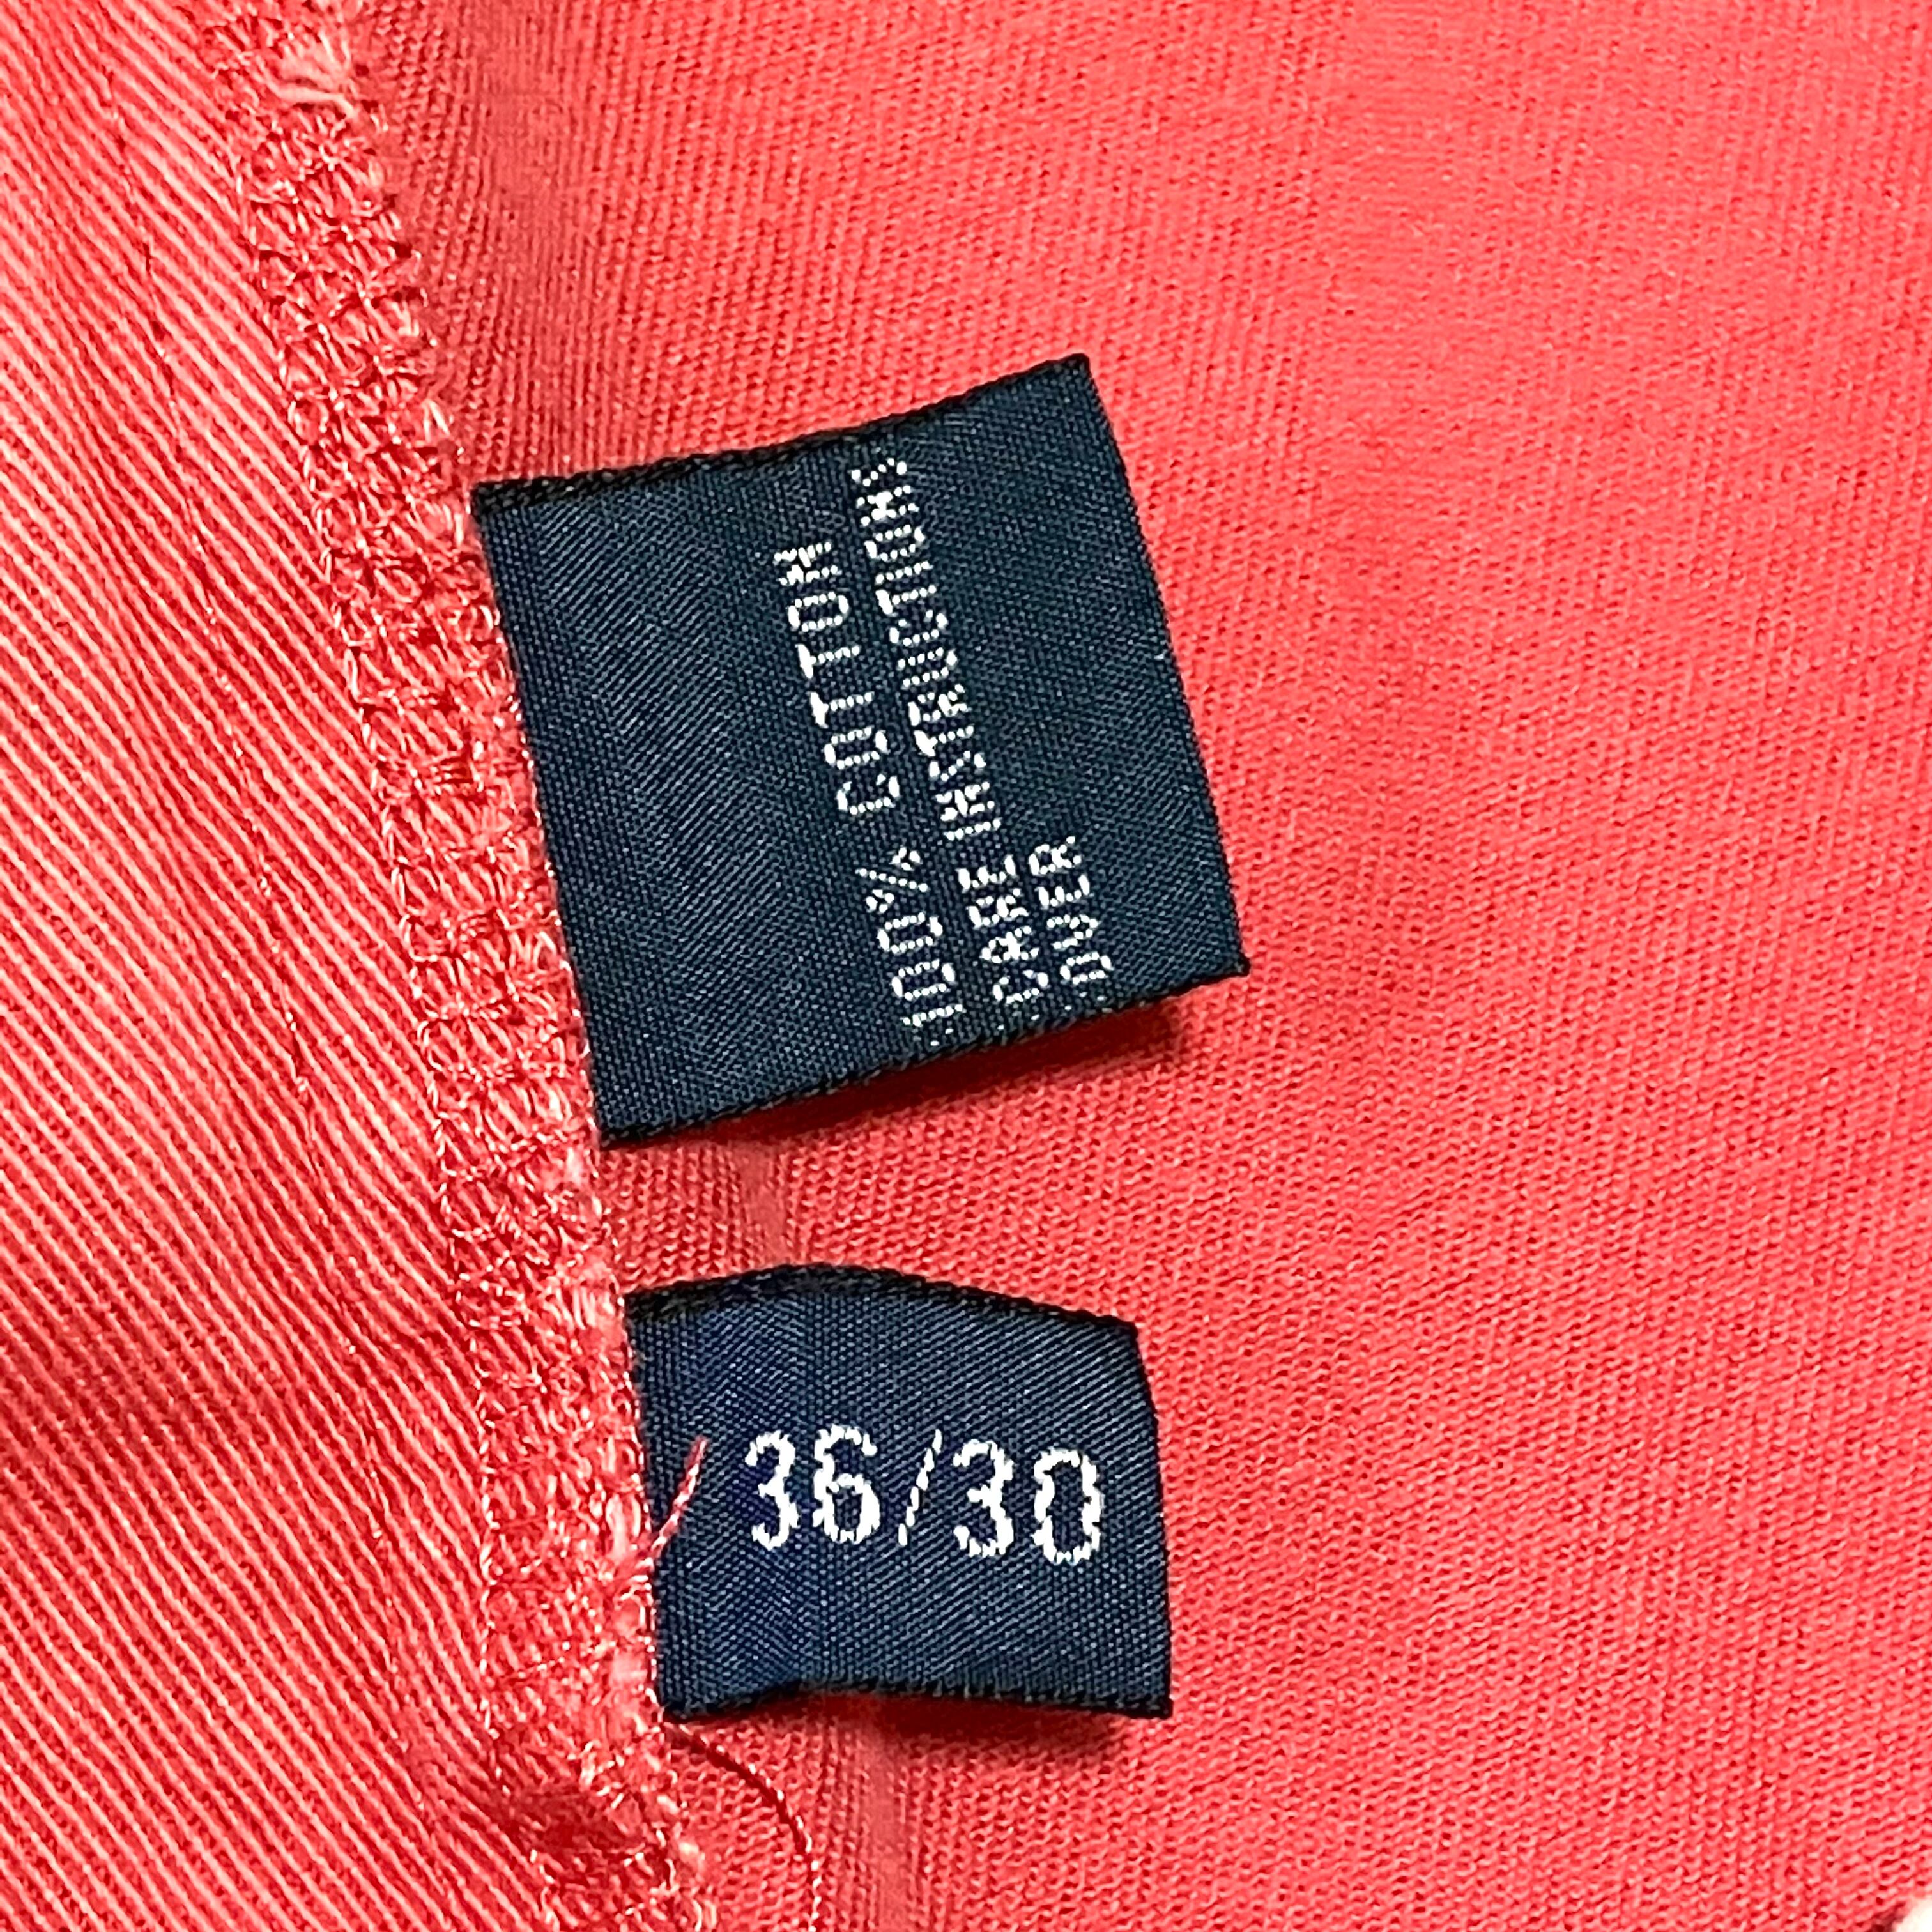 100% COTTON
CARE INSTRUCTIONS
OVER
36/30